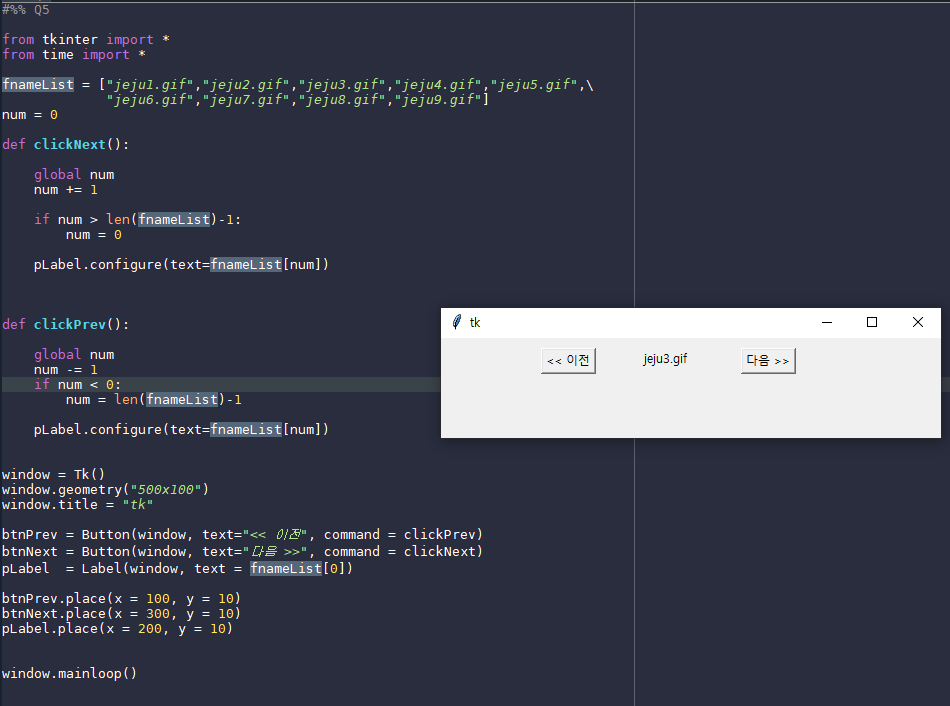 #%% Q5
from tkinter import *
from time import *
fnameList = ["jeju1.gif","jeju2.gif","jeju3.gif","jeju4.gif","jeju5.gif",\
"jeju6.gif","jeju7.gif","jeju8.gif","jeju9.gif"]
num = 0
def clickNext():
global num
num += 1
if num > len(fnameList)-1:
num = 0
pLabel.configure(text=fnameList[num])
def clickPrev():
global num
num -= 1
if num < 0:
num = len(fnameList)-1
pLabel.configure(text=fnameList[num])
tk
<< 이전 jeju3.gif 다음 >>
window = Tk()
window.geometry("500x100")
window.title = "tk"
btnPrev = Button(window, text="<< 이전", command = clickPrev)
btnNext = Button(window, text="다음 >>", command = clickNext)
pLabel  = Label(window, text = fnameList[0])
btnPrev.place(x = 100, y = 10)
btnNext.place(x = 300, y = 10)
pLabel.place(x = 200, y = 10)
window.mainloop()